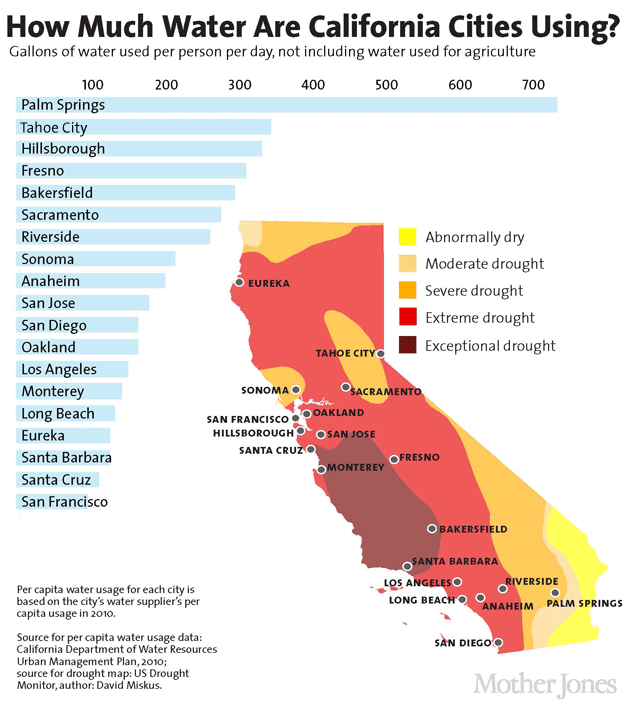 How Much Water Are California Cities Using?
Gallons of water used per person per day, not including water used for agriculture
100 200 300 400 500 600 700
Palm Springs
Tahoe City
Hillsborough
Fresno
Bakersfield
Sacramento
Riverside
Sonoma
Anaheim
San Jose
San Diego
Oakland
Los Angeles
Monterey
Long Beach
Eureka
Santa Barbara
Santa Cruz
San Francisco
Abnormally dry
Moderate drought
Severe drought
Extreme drought
Exceptional drought
EUREKA
TAHOE CITY
SONOMA
SACRAMENTO
OAKLAND
SAN FRANCISCO
HILLSBOROUGH
SAN JOSE
SANTA CRUZ
FRESNO
MONTEREY
BAKERSFIELD
SANTA BARBARA
LOS ANGELES
RIVERSIDE
LONG BEACH
ANAHEIM
PALM SPRINGS
SAN DIEGO
Per capita water usage for each city is
based on the city's water supplier's per
capita usage in 2010.
Source for per capita water usage data:
California Department of Water Resources
Urban Management Plan, 2010;
source for drought map: US Drought
Monitor, author: David Miskus.
Mother Jones